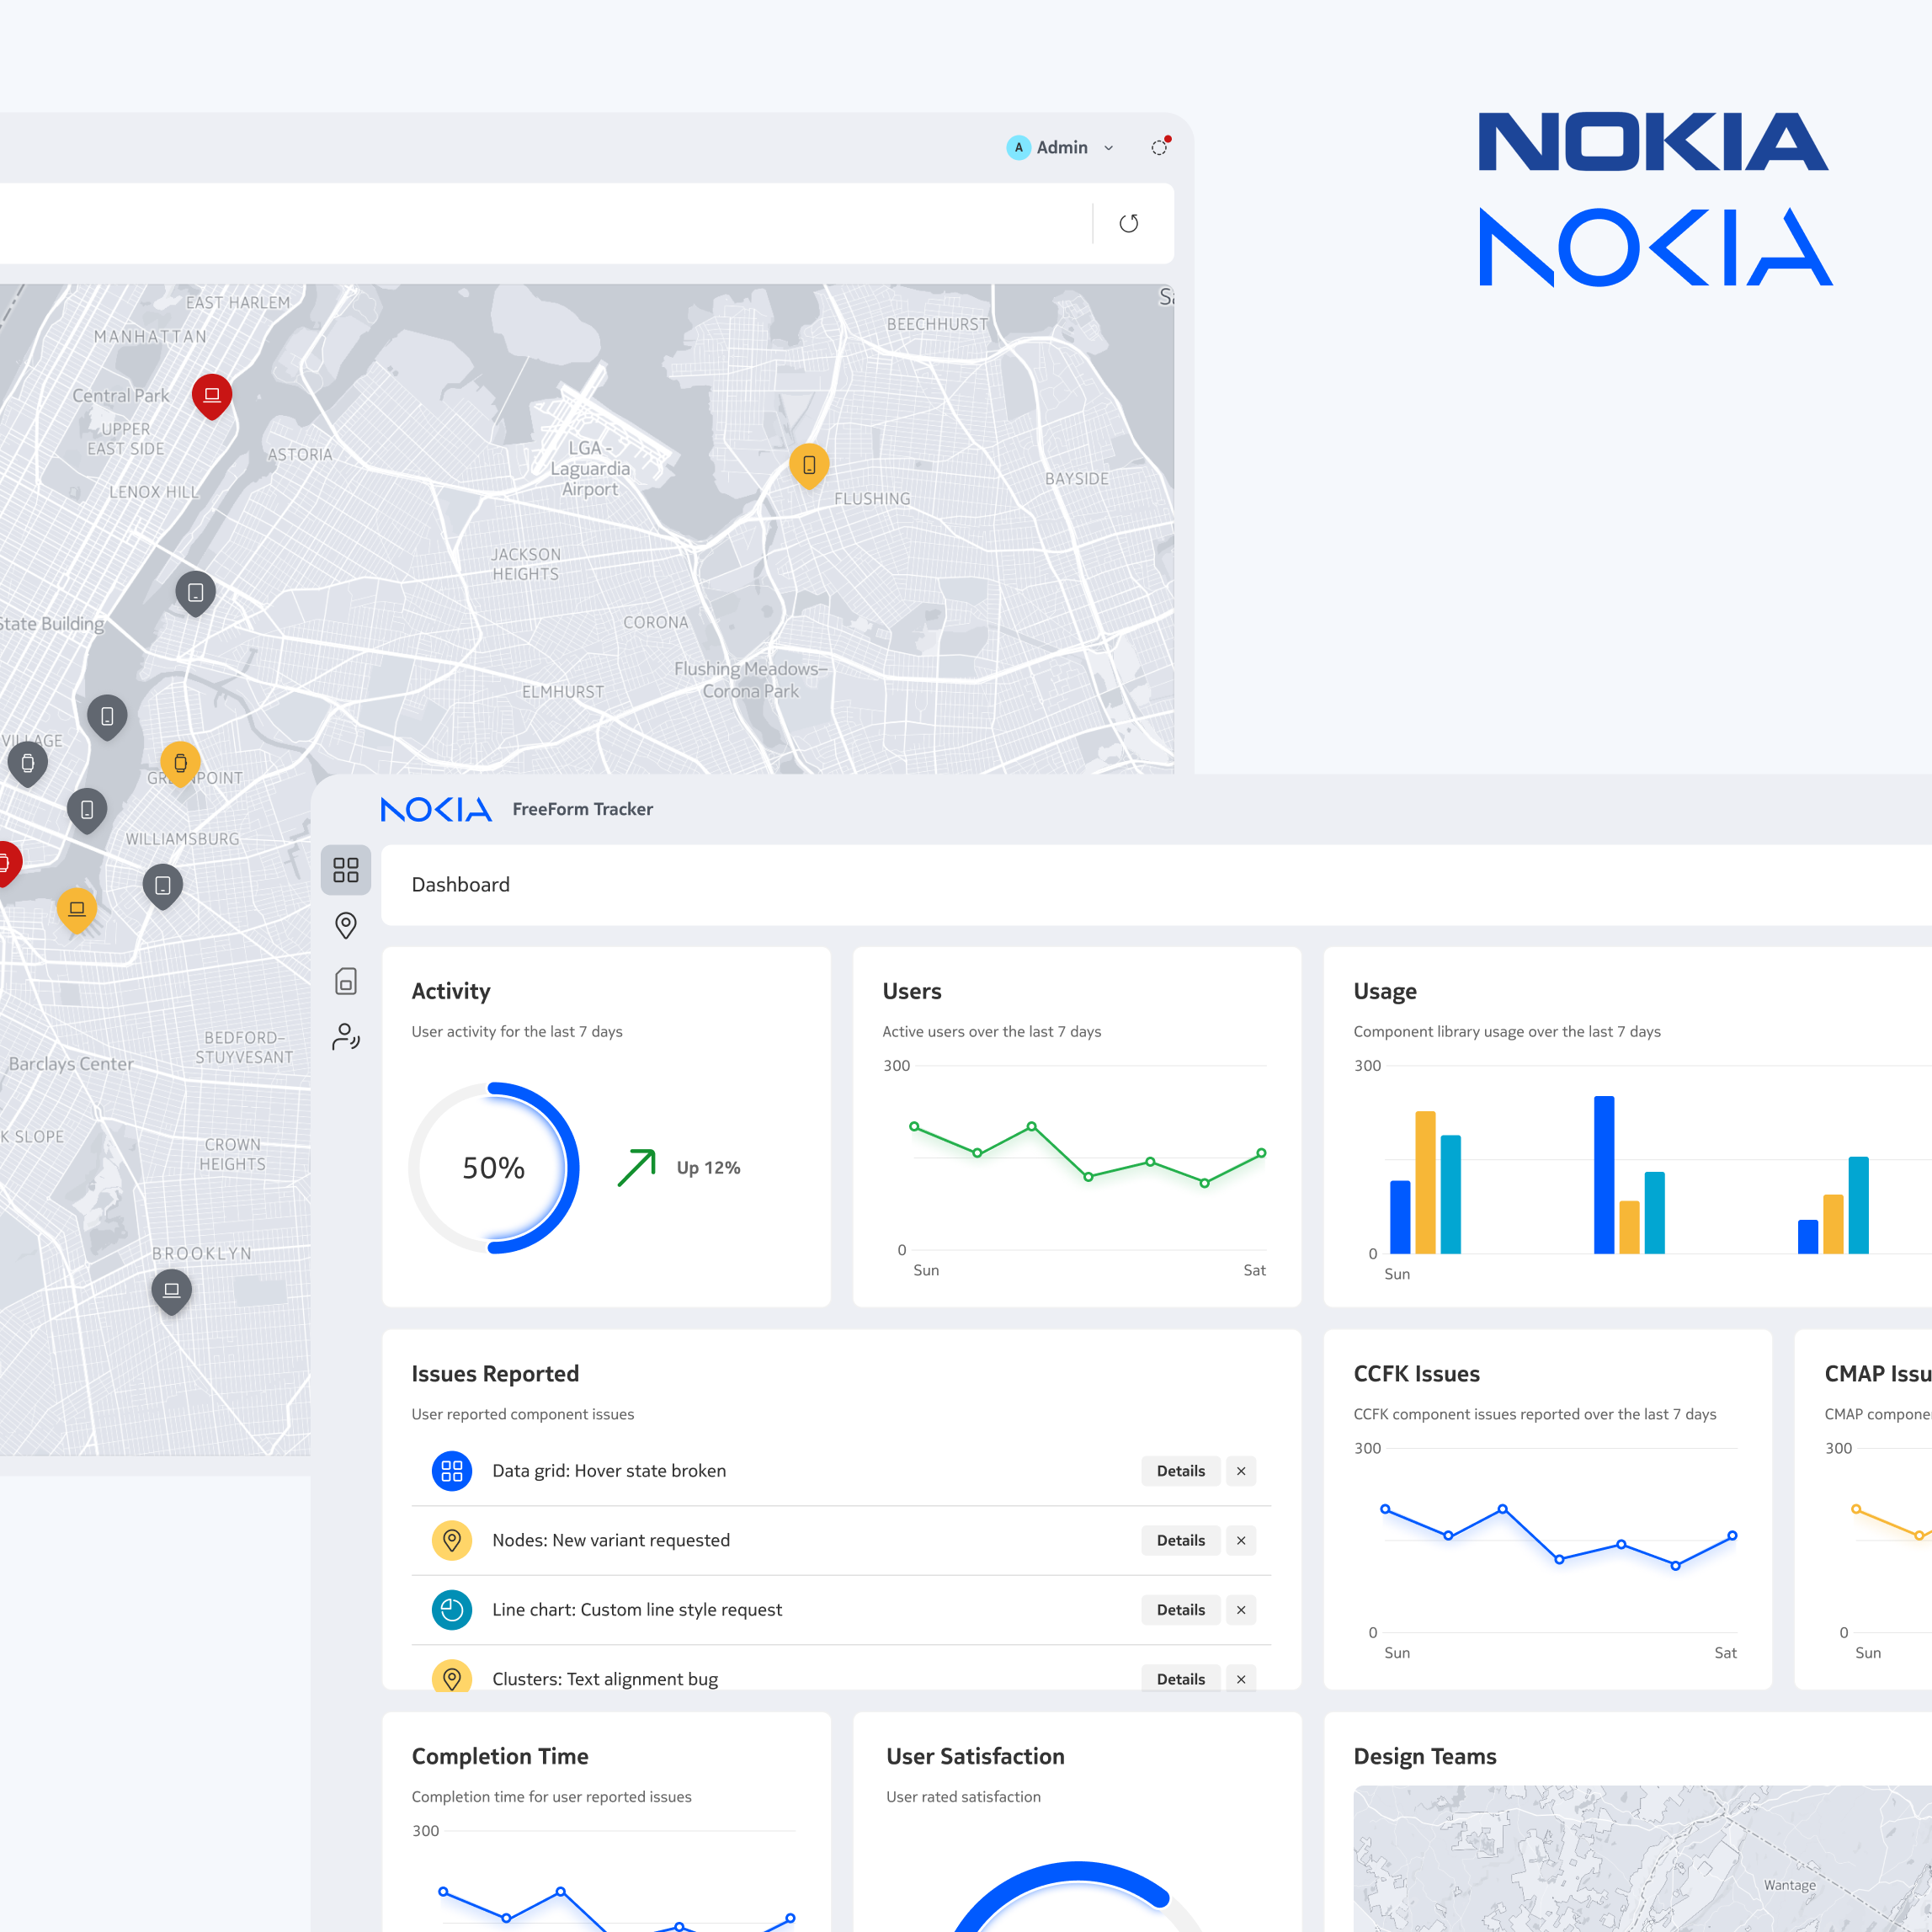 A Admin
NOKIA
NOKIA
EAST HARLEM
MANHATTAN
Central Park
UPPER
EAST SIDE
LENOX HILL
ASTORIA
LGA -
Laguardia
Airport
BEECHHURST
FLUSHING
BAYSIDE
JACKSON
HEIGHTS
CORONA
State Building
Flushing Meadows–
Corona Park
ELMHURST
VILLAGE
WILLIAMSBURG
BEDFORD–
STUYVESANT
Barclays Center
K SLOPE
CROWN
HEIGHTS
BROOKLYN
NOKIA FreeForm Tracker
Dashboard
Activity
User activity for the last 7 days
50%
Up 12%
Users
Active users over the last 7 days
300
0
Sun Sat
Usage
Component library usage over the last 7 days
300
0
Sun
Issues Reported
User reported component issues
Data grid: Hover state broken Details ×
Nodes: New variant requested Details ×
Line chart: Custom line style request Details ×
Clusters: Text alignment bug Details ×
CCFK Issues
CCFK component issues reported over the last 7 days
300
0
Sun Sat
CMAP Issu
CMAP compone
300
0
Sun
Completion Time
Completion time for user reported issues
300
User Satisfaction
User rated satisfaction
Design Teams
Wantage